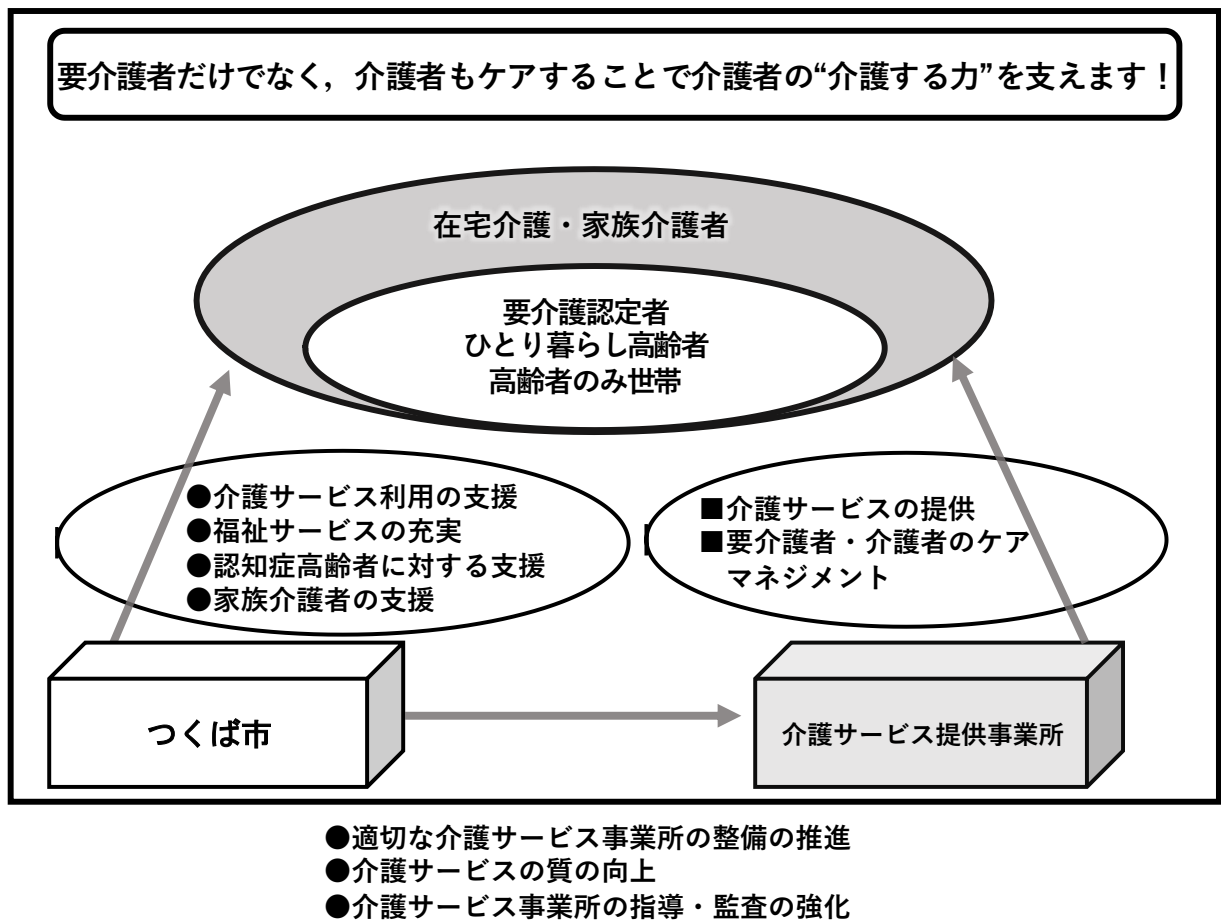 要介護者だけでなく，介護者もケアすることで介護者の“介護する力”を支えます！
在宅介護・家族介護者
要介護認定者
ひとり暮らし高齢者
高齢者のみ世帯
●介護サービス利用の支援
●福祉サービスの充実
●認知症高齢者に対する支援
●家族介護者の支援
■介護サービスの提供
■要介護者・介護者のケア
マネジメント
つくば市
介護サービス提供事業所
●適切な介護サービス事業所の整備の推進
●介護サービスの質の向上
●介護サービス事業所の指導・監査の強化